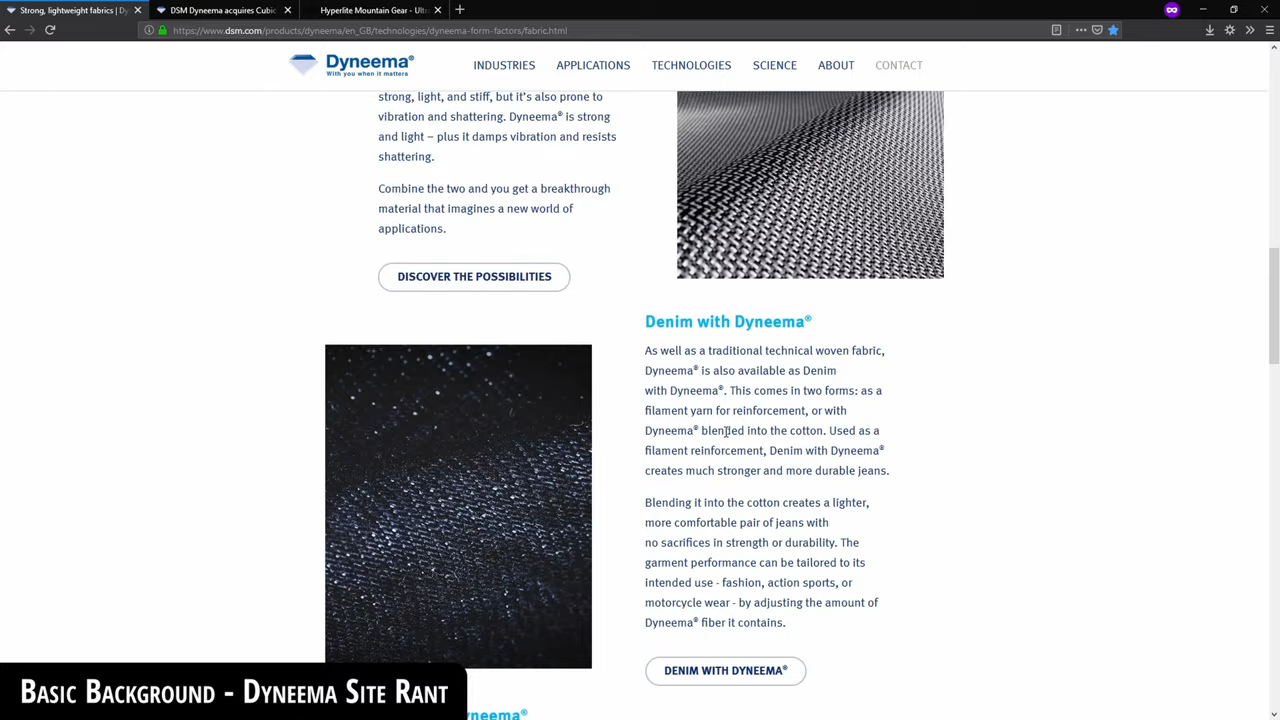 Strong, lightweight fabrics | Dy
DSM Dyneema acquires Cubic
Hyperlite Mountain Gear - Ultra
https://www.dsm.com/products/dyneema/en_GB/technologies/dyneema-form-factors/fabric.html
Dyneema®
With you when it matters
INDUSTRIES
APPLICATIONS
TECHNOLOGIES
SCIENCE
ABOUT
CONTACT
strong, light, and stiff, but it's also prone to
vibration and shattering. Dyneema® is strong
and light – plus it damps vibration and resists
shattering.
Combine the two and you get a breakthrough
material that imagines a new world of
applications.
DISCOVER THE POSSIBILITIES
Denim with Dyneema®
As well as a traditional technical woven fabric,
Dyneema® is also available as Denim
with Dyneema®. This comes in two forms: as a
filament yarn for reinforcement, or with
Dyneema® blended into the cotton. Used as a
filament reinforcement, Denim with Dyneema®
creates much stronger and more durable jeans.
Blending it into the cotton creates a lighter,
more comfortable pair of jeans with
no sacrifices in strength or durability. The
garment performance can be tailored to its
intended use - fashion, action sports, or
motorcycle wear - by adjusting the amount of
Dyneema® fiber it contains.
DENIM WITH DYNEEMA®
Basic Background - Dyneema Site Rant